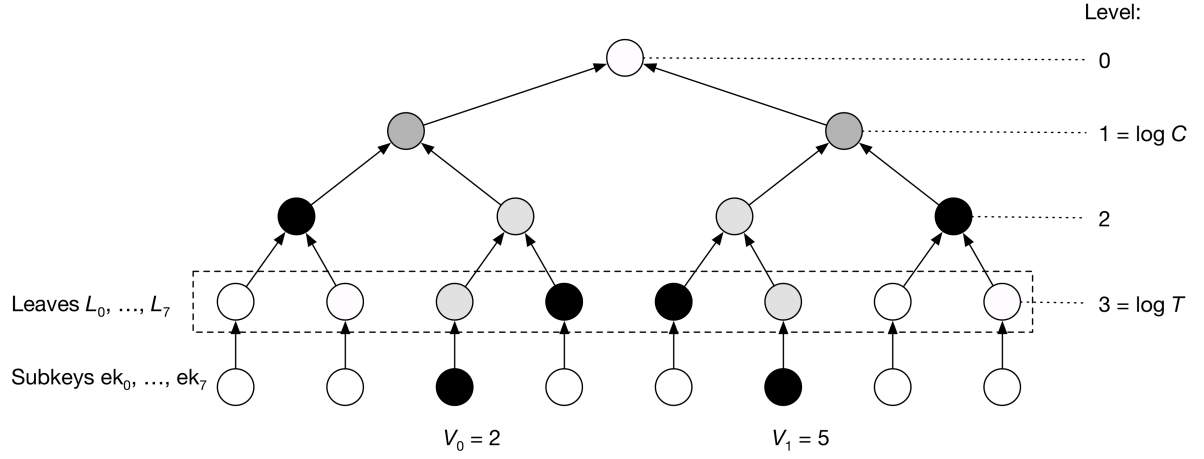 Level:
0
1 = log C
2
Leaves L₀, ..., L₇
3 = log T
Subkeys ek₀, ..., ek₇
V₀ = 2
V₁ = 5